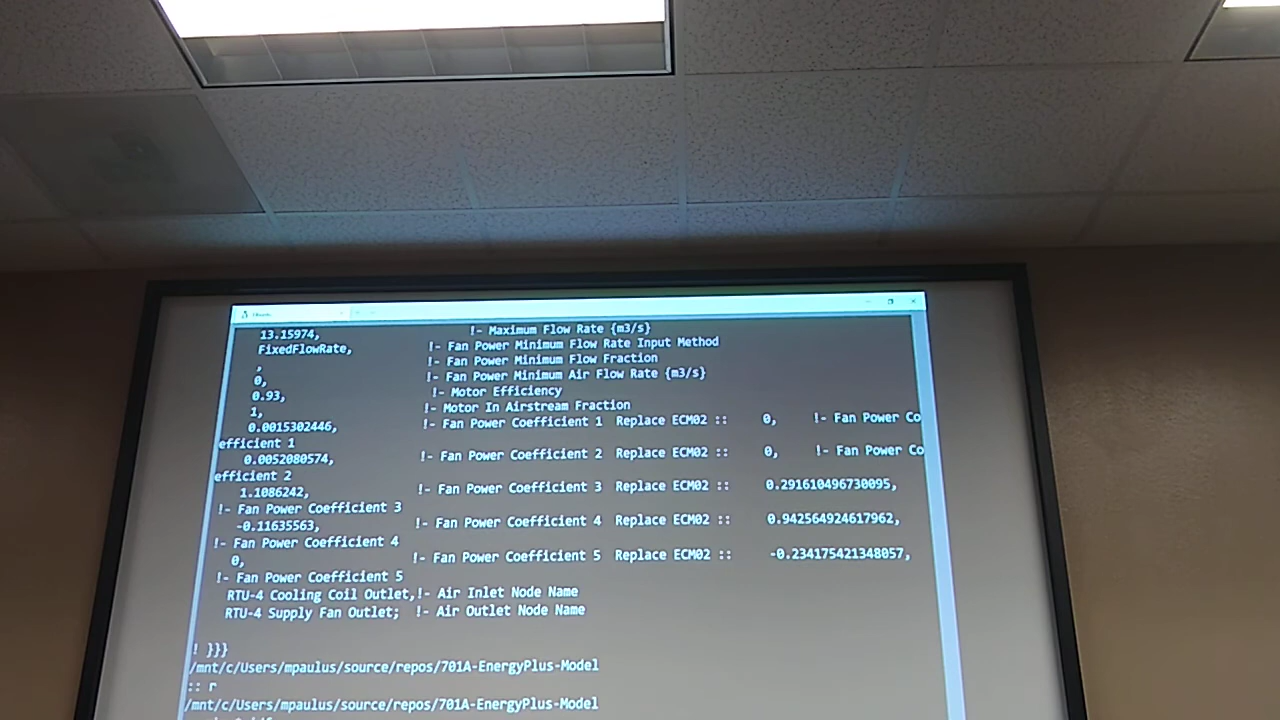 13.15974, !- Maximum Flow Rate {m3/s}
FixedFlowRate, !- Fan Power Minimum Flow Rate Input Method
, !- Fan Power Minimum Flow Fraction
0, !- Fan Power Minimum Air Flow Rate {m3/s}
0.93, !- Motor Efficiency
1, !- Motor In Airstream Fraction
0.0015302446, !- Fan Power Coefficient 1 Replace ECM02 :: 0, !- Fan Power Co
efficient 1
0.0052080574, !- Fan Power Coefficient 2 Replace ECM02 :: 0, !- Fan Power Co
efficient 2
1.1086242, !- Fan Power Coefficient 3 Replace ECM02 :: 0.291610496730095,
!- Fan Power Coefficient 3
-0.11635563, !- Fan Power Coefficient 4 Replace ECM02 :: 0.942564924617962,
!- Fan Power Coefficient 4
0, !- Fan Power Coefficient 5 Replace ECM02 :: -0.234175421348057,
!- Fan Power Coefficient 5
RTU-4 Cooling Coil Outlet,!- Air Inlet Node Name
RTU-4 Supply Fan Outlet; !- Air Outlet Node Name
! }}}
/mnt/c/Users/mpaulus/source/repos/701A-EnergyPlus-Model
:: r
/mnt/c/Users/mpaulus/source/repos/701A-EnergyPlus-Model